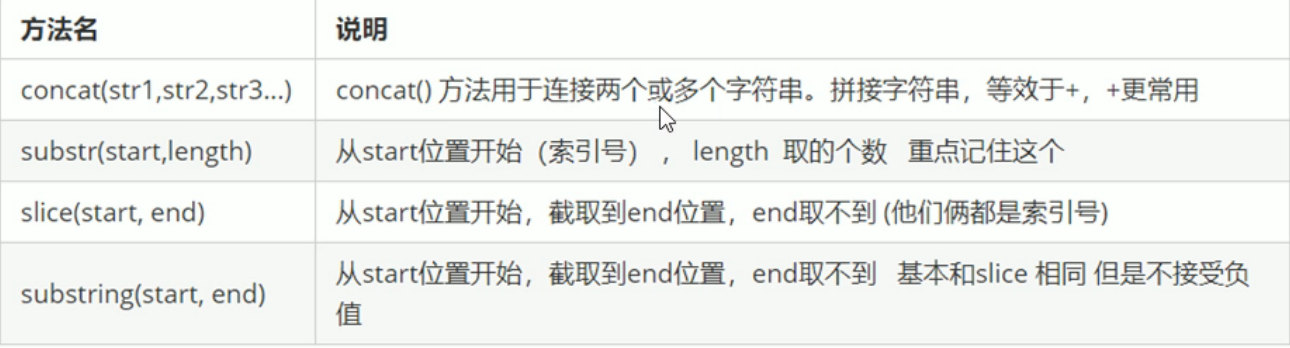 方法名 说明
concat(str1,str2,str3...) concat() 方法用于连接两个或多个字符串。拼接字符串，等效于+，+更常用
substr(start,length) 从start位置开始（索引号） ， length 取的个数 重点记住这个
slice(start, end) 从start位置开始，截取到end位置，end取不到 (他们俩都是索引号)
substring(start, end) 从start位置开始，截取到end位置，end取不到 基本和slice 相同 但是不接受负
值